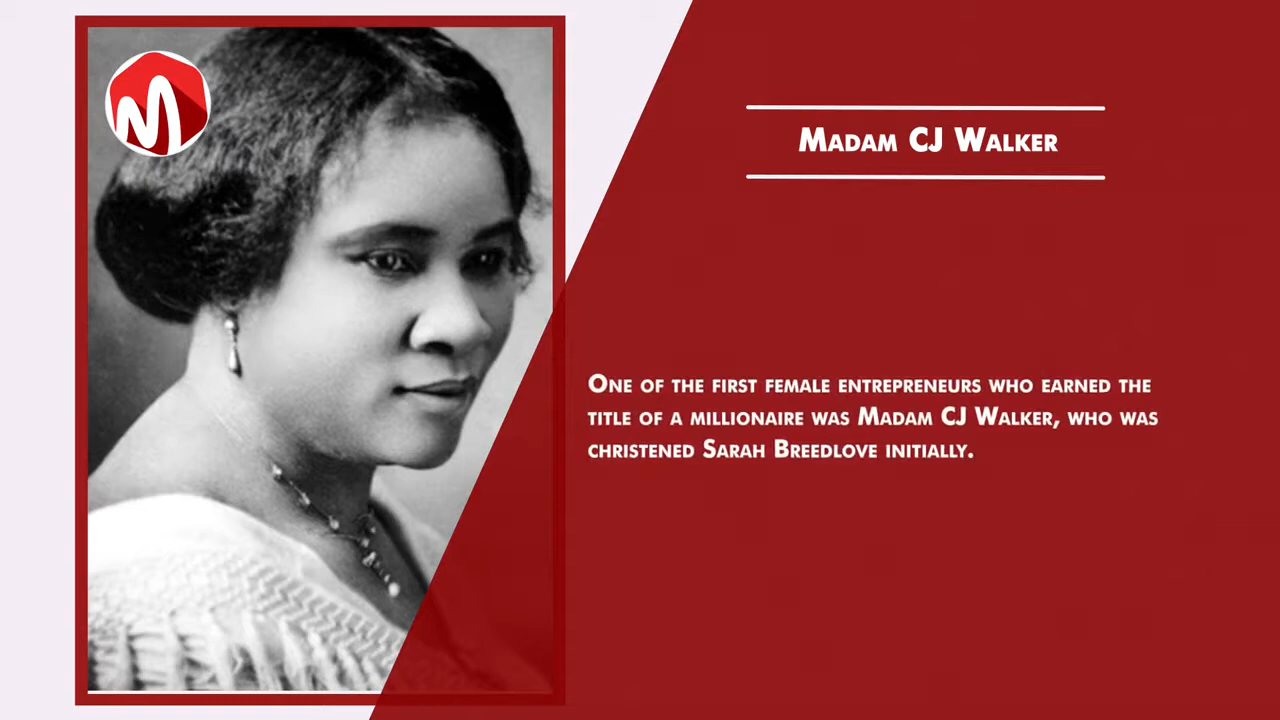 M
Madam CJ Walker
One of the first female entrepreneurs who earned the
title of a millionaire was Madam CJ Walker, who was
christened Sarah Breedlove initially.